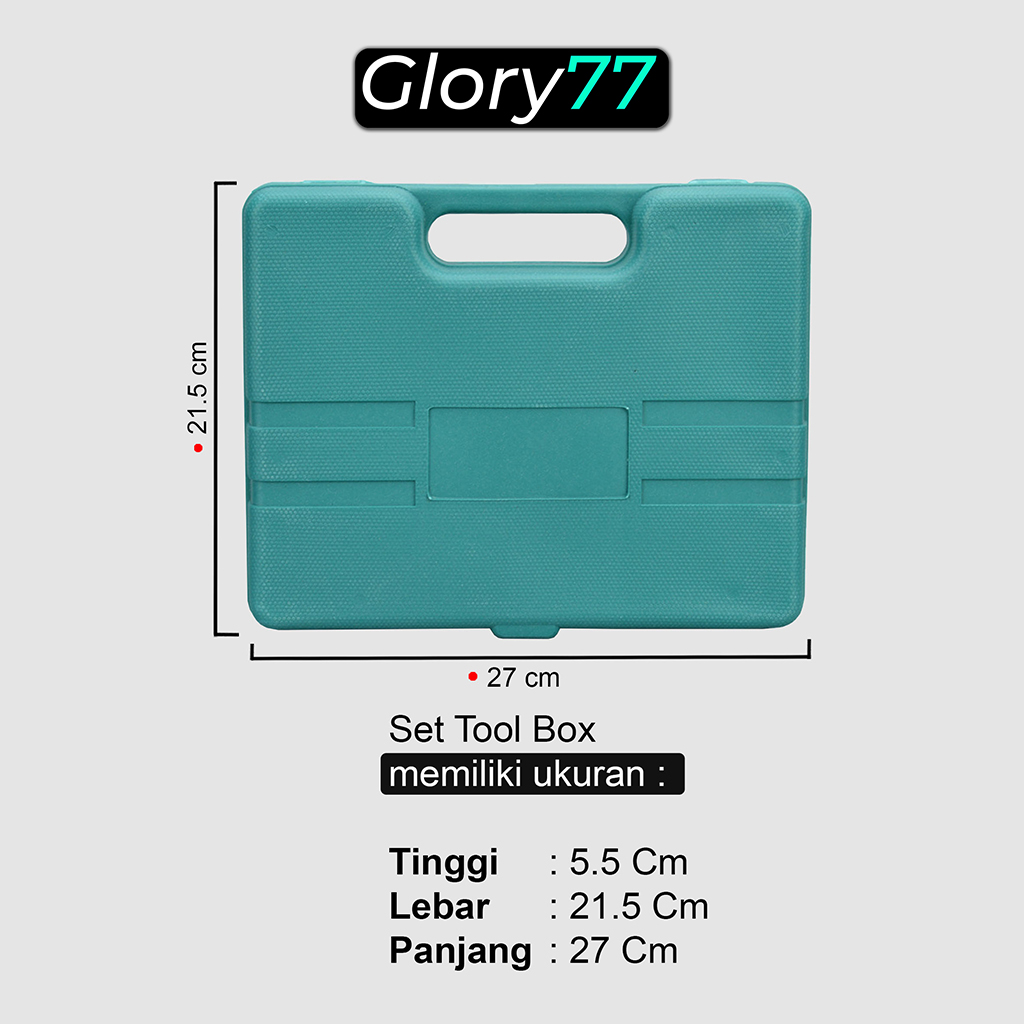 Glory77
21.5 cm
27 cm
Set Tool Box
memiliki ukuran :
Tinggi : 5.5 Cm
Lebar : 21.5 Cm
Panjang : 27 Cm